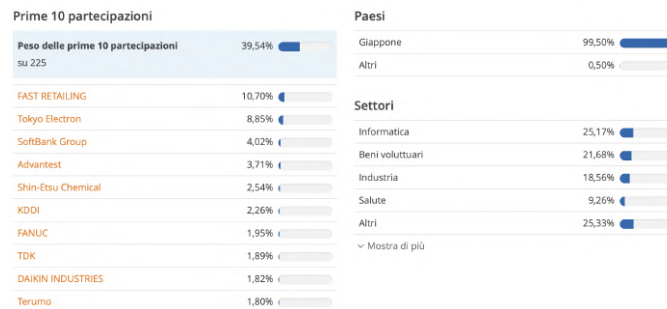 Prime 10 partecipazioni
Peso delle prime 10 partecipazioni 39,54%
su 225
FAST RETAILING 10,70%
Tokyo Electron 8,85%
SoftBank Group 4,02%
Advantest 3,71%
Shin-Etsu Chemical 2,54%
KDDI 2,26%
FANUC 1,95%
TDK 1,89%
DAIKIN INDUSTRIES 1,82%
Terumo 1,80%
Paesi
Giappone 99,50%
Altri 0,50%
Settori
Informatica 25,17%
Beni voluttuari 21,68%
Industria 18,56%
Salute 9,26%
Altri 25,33%
Mostra di più